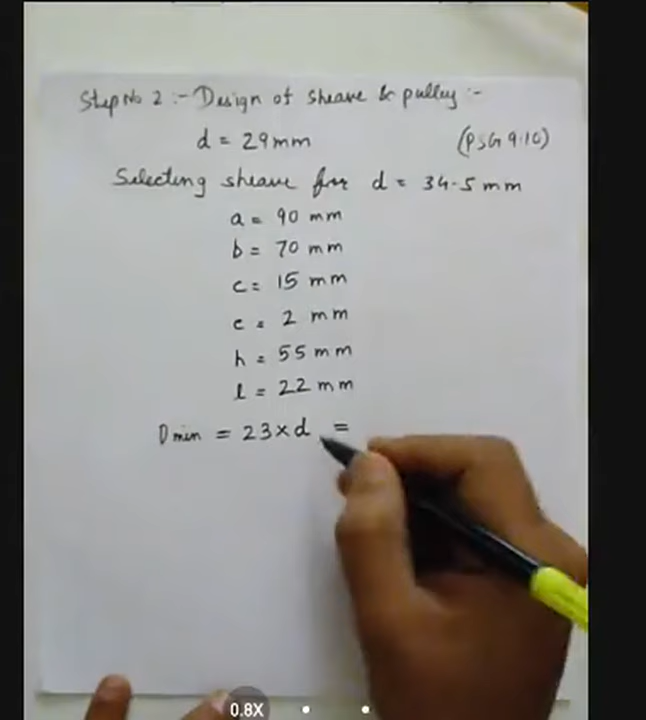 Step No 2 :- Design of sheave & pulley :-
d = 29mm (PSG 9.10)
Selecting sheave for d = 34.5 mm
a = 90 mm
b = 70 mm
c = 15 mm
e = 2 mm
h = 55 mm
l = 22 mm
Dmin = 23 x d =
0.8X